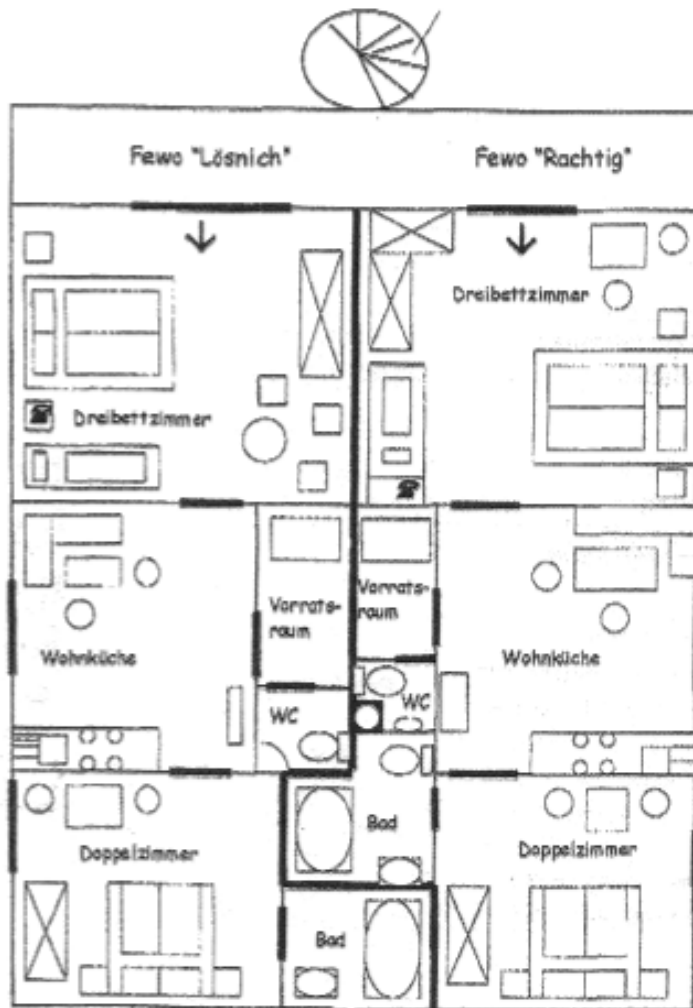 Fewo "Lösnich"
Fewo "Rachtig"
Dreibettzimmer
Dreibettzimmer
Vorrats-
raum
Vorrats-
raum
Wohnküche
Wohnküche
WC
WC
Bad
Doppelzimmer
Doppelzimmer
Bad